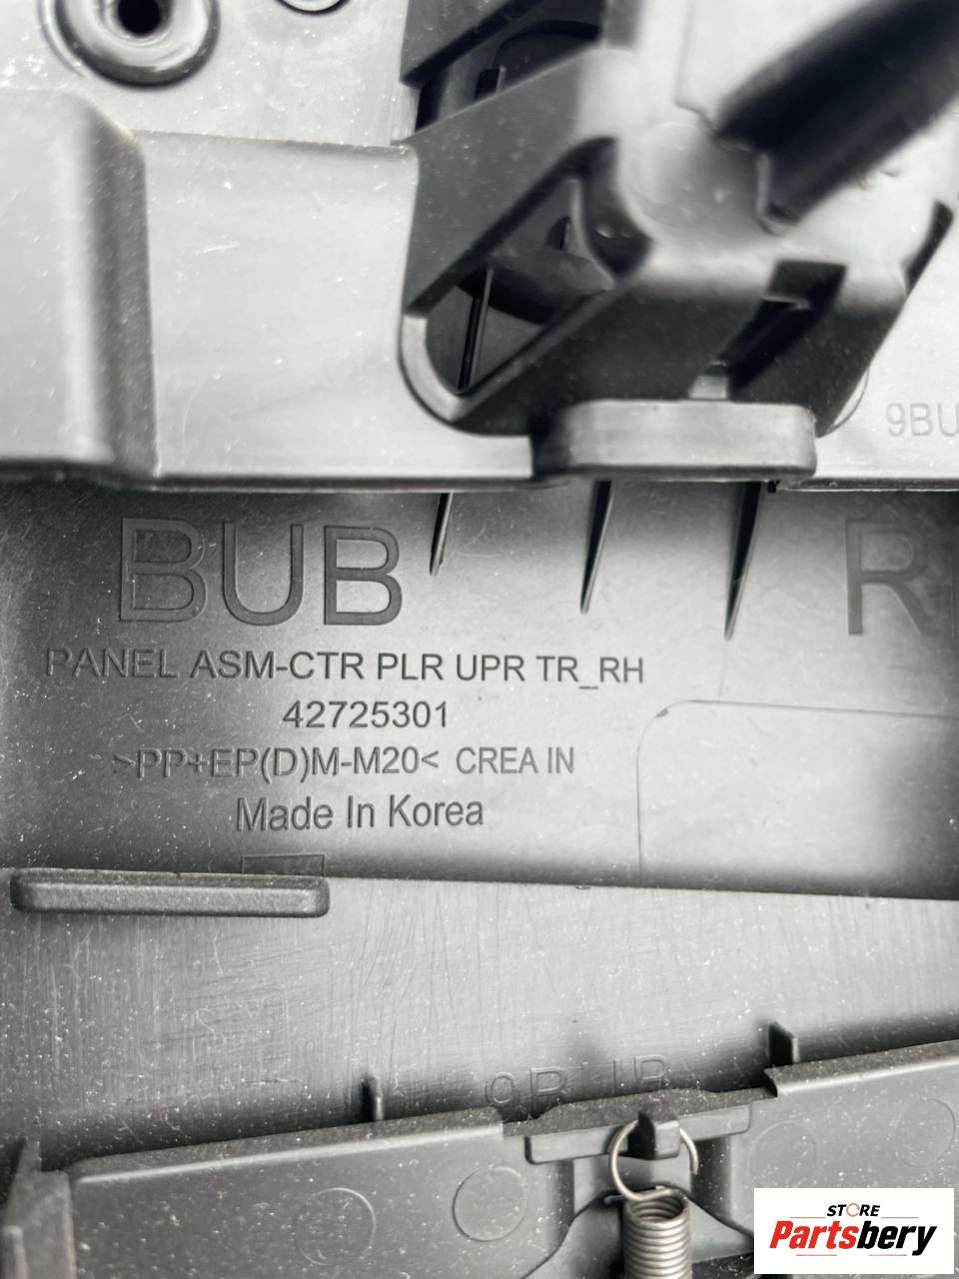 9BU
BUB R
PANEL ASM-CTR PLR UPR TR_RH
42725301
>PP+EP(D)M-M20< CREA IN
Made In Korea
STORE
Partsbery